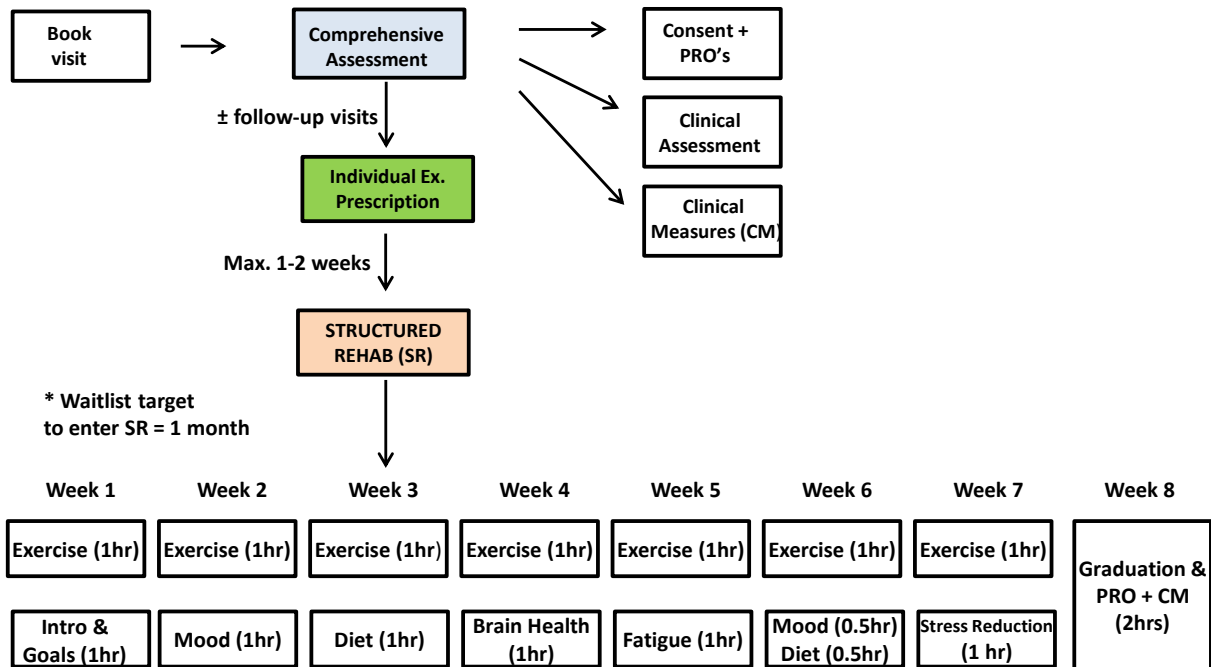 Book
visit
Comprehensive
Assessment
Consent +
PRO's
± follow-up visits
Clinical
Assessment
Individual Ex.
Prescription
Clinical
Measures (CM)
Max. 1-2 weeks
STRUCTURED
REHAB (SR)
* Waitlist target
to enter SR = 1 month
Week 1
Week 2
Week 3
Week 4
Week 5
Week 6
Week 7
Week 8
Exercise (1hr)
Exercise (1hr)
Exercise (1hr)
Exercise (1hr)
Exercise (1hr)
Exercise (1hr)
Exercise (1hr)
Graduation &
PRO + CM
(2hrs)
Intro &
Goals (1hr)
Mood (1hr)
Diet (1hr)
Brain Health
(1hr)
Fatigue (1hr)
Mood (0.5hr)
Diet (0.5hr)
Stress Reduction
(1 hr)